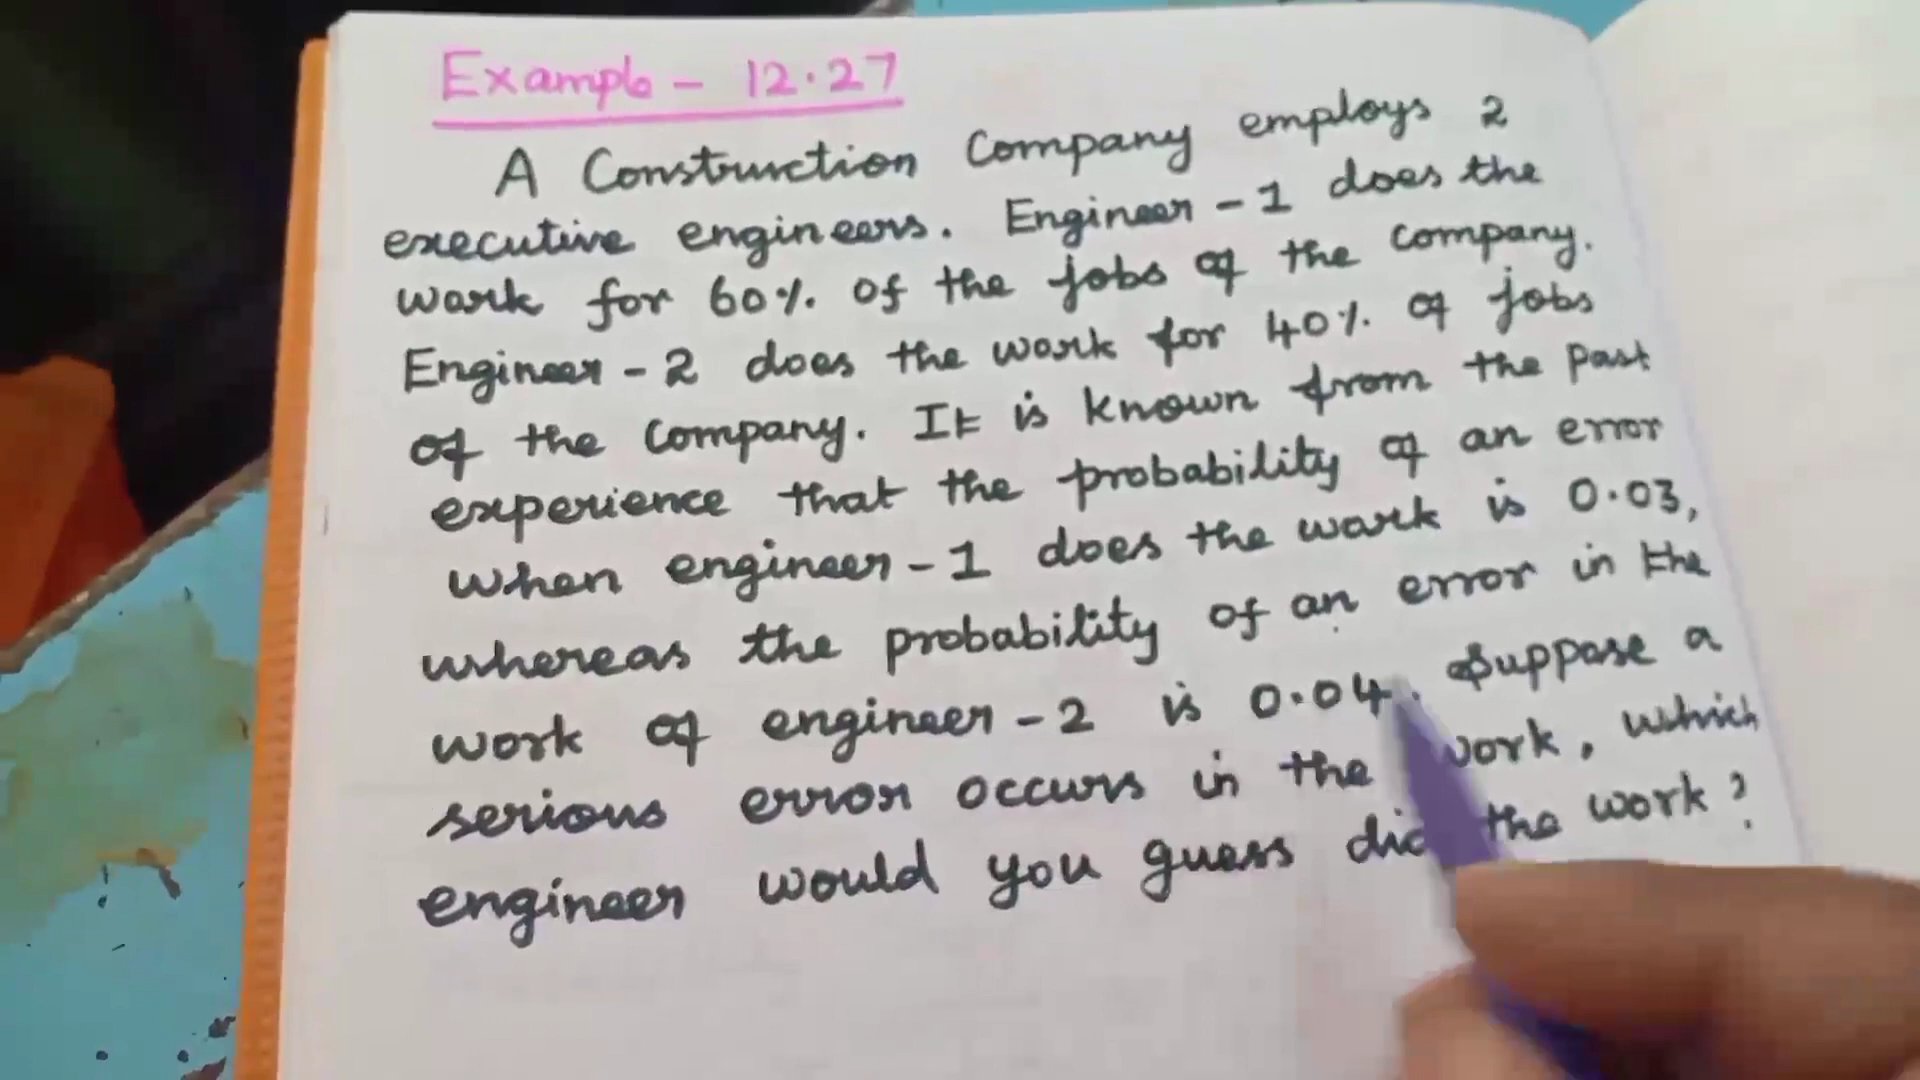 Example - 12.27
A Construction Company employs 2
executive engineers. Engineer - 1 does the
work for 60% of the jobs of the company.
Engineer - 2 does the work for 40% of jobs
of the company. It is known from the past
experience that the probability of an error
when engineer - 1 does the work is 0.03,
whereas the probability of an error in the
work of engineer - 2 is 0.04. Suppose a
serious error occurs in the work, which
engineer would you guess did the work?